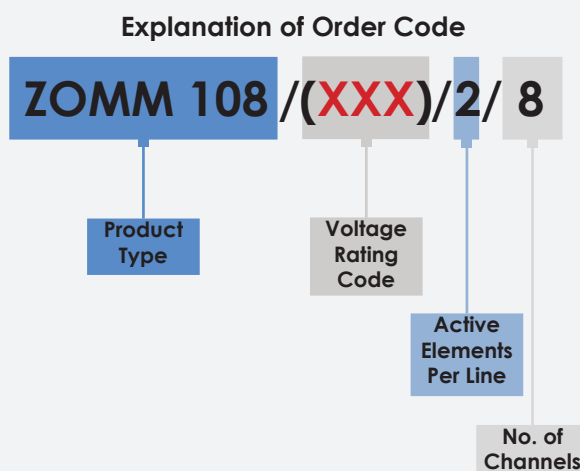 Explanation of Order Code
ZOMM 108/(XXX)/2/ 8
Product
Type
Voltage
Rating
Code
Active
Elements
Per Line
No. of
Channels